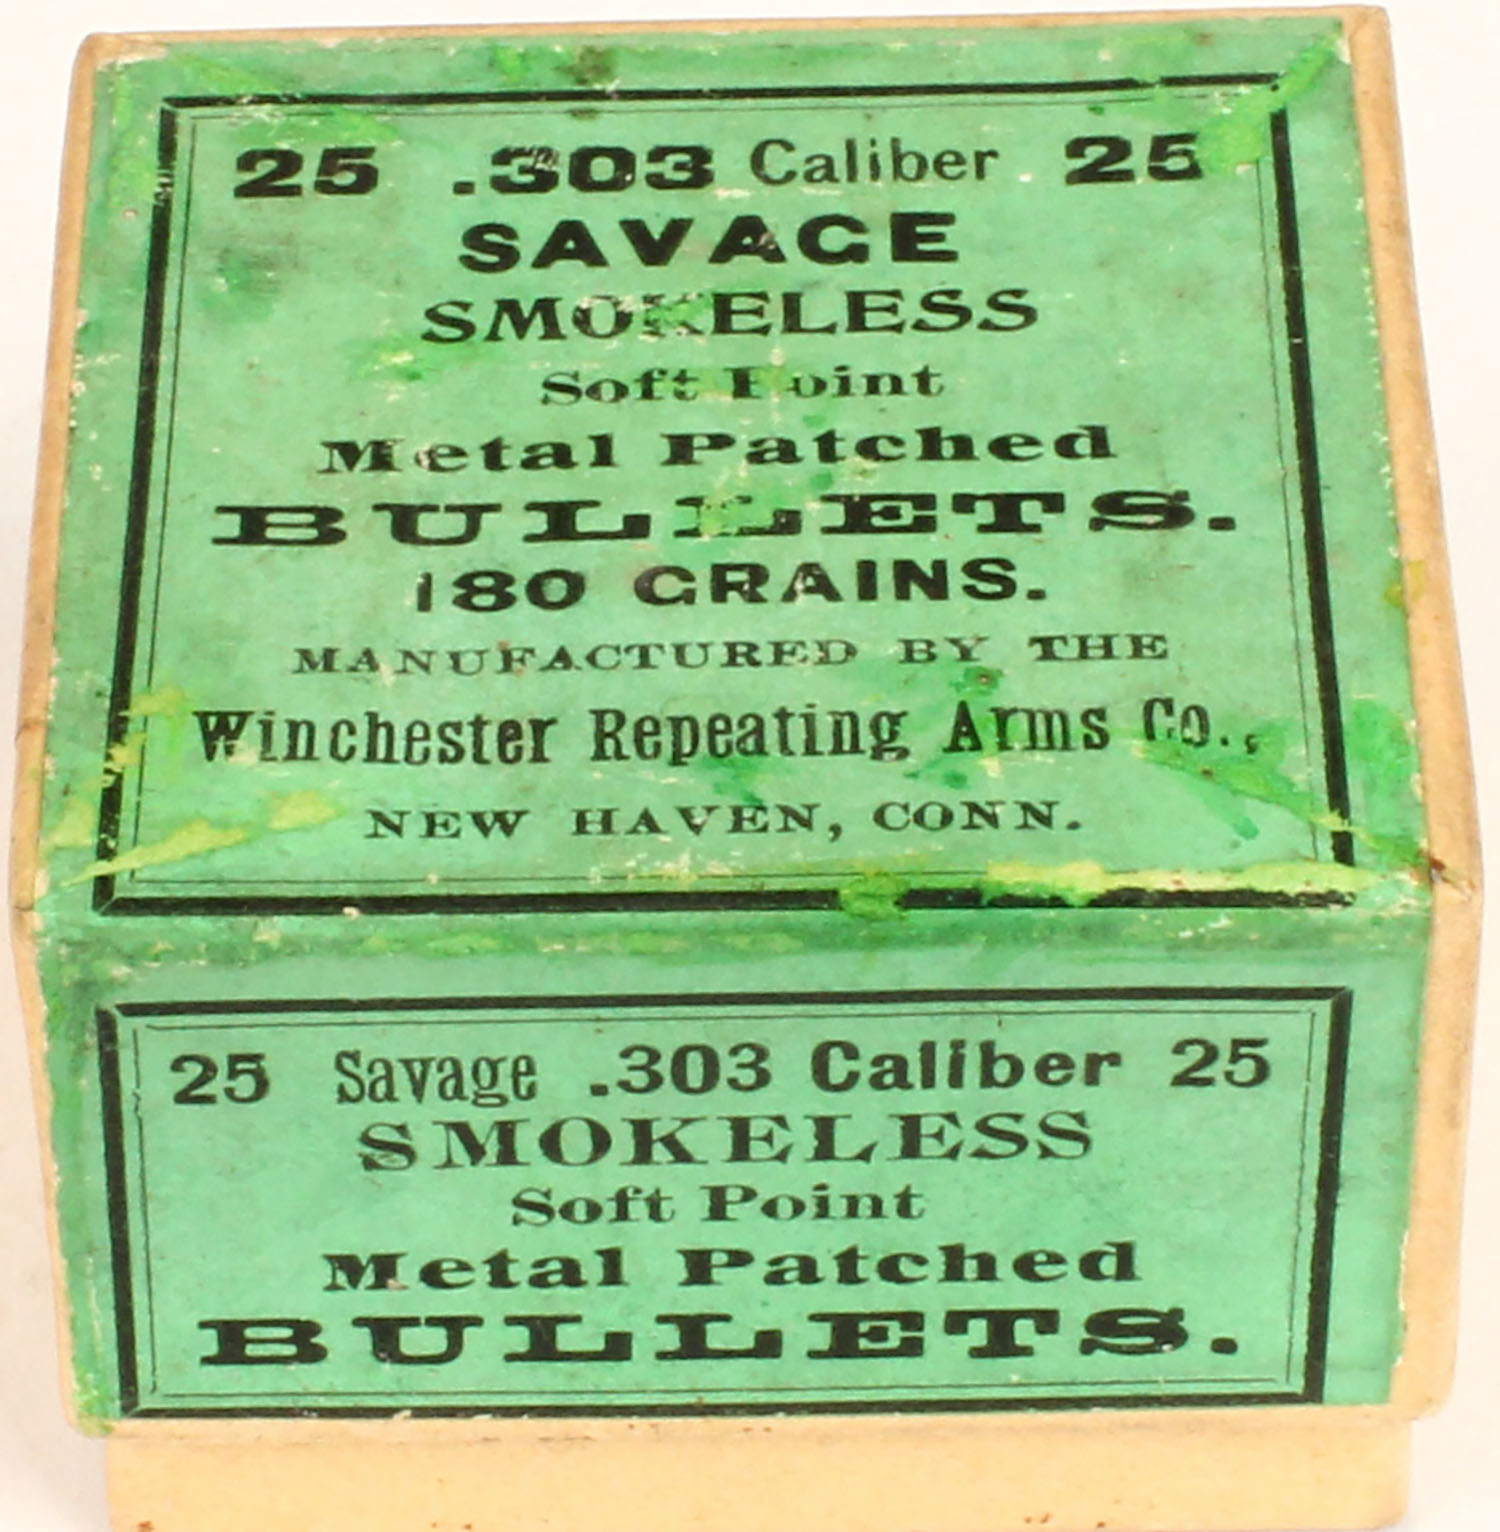 25 .303 Caliber 25
SAVAGE
SMOKELESS
Soft Point
Metal Patched
BULLETS.
180 GRAINS.
MANUFACTURED BY THE
Winchester Repeating Arms Co.,
NEW HAVEN, CONN.
25 Savage .303 Caliber 25
SMOKELESS
Soft Point
Metal Patched
BULLETS.